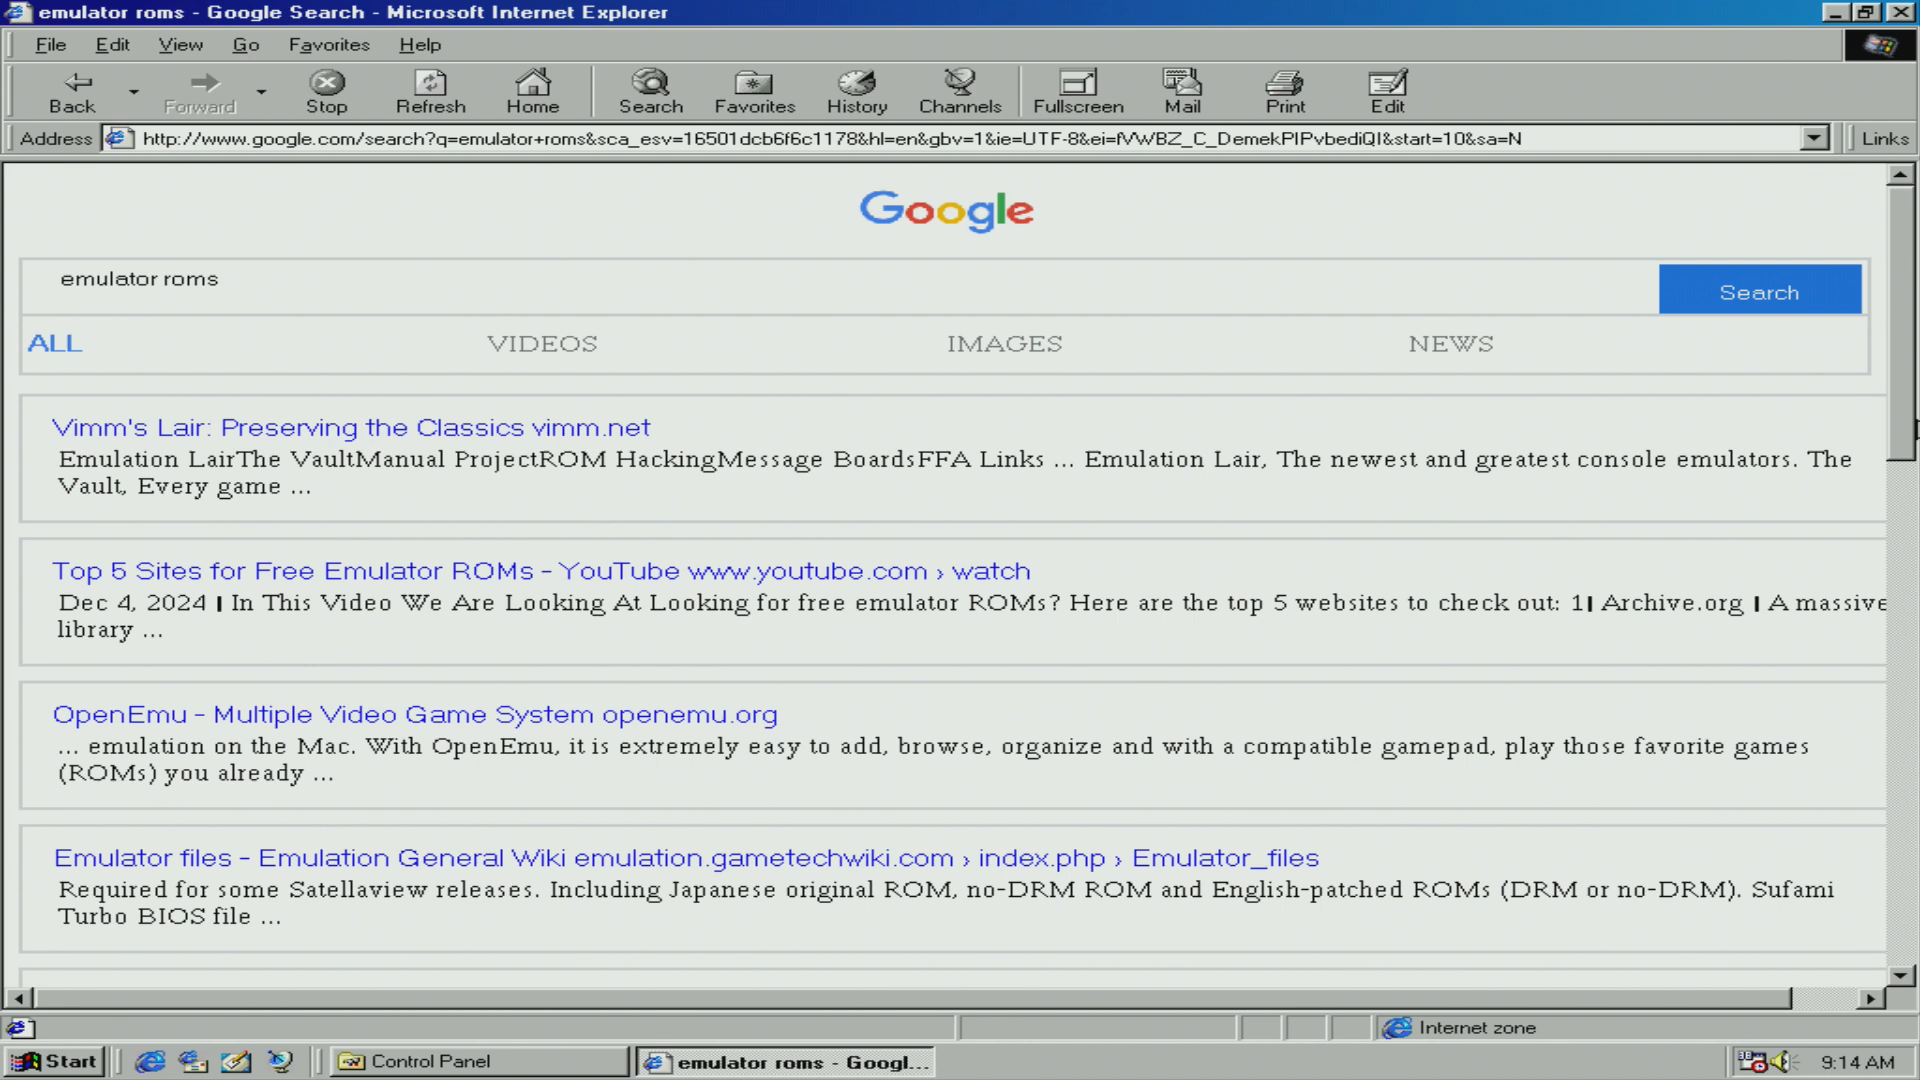 emulator roms - Google Search - Microsoft Internet Explorer
File Edit View Go Favorites Help
Back Forward Stop Refresh Home Search Favorites History Channels Fullscreen Mail Print Edit
Address http://www.google.com/search?q=emulator+roms&sca_esv=16501dcb6f6c1178&hl=en&gbv=1&ie=UTF-8&ei=fVWBZ_C_DemekPIPvbediQI&start=10&sa=N Links
Google
emulator roms Search
ALL VIDEOS IMAGES NEWS
Vimm's Lair: Preserving the Classics vimm.net
Emulation LairThe VaultManual ProjectROM HackingMessage BoardsFFA Links ... Emulation Lair, The newest and greatest console emulators. The
Vault, Every game ...
Top 5 Sites for Free Emulator ROMs - YouTube www.youtube.com › watch
Dec 4, 2024 | In This Video We Are Looking At Looking for free emulator ROMs? Here are the top 5 websites to check out: 1| Archive.org | A massive
library ...
OpenEmu - Multiple Video Game System openemu.org
... emulation on the Mac. With OpenEmu, it is extremely easy to add, browse, organize and with a compatible gamepad, play those favorite games
(ROMs) you already ...
Emulator files - Emulation General Wiki emulation.gametechwiki.com › index.php › Emulator_files
Required for some Satellaview releases. Including Japanese original ROM, no-DRM ROM and English-patched ROMs (DRM or no-DRM). Sufami
Turbo BIOS file ...
Internet zone
Start Control Panel emulator roms - Googl... 9:14 AM